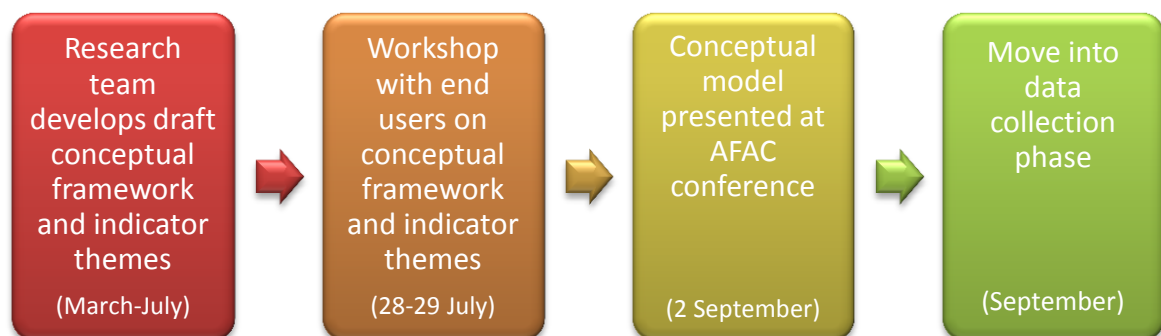 Research
team
develops draft
conceptual
framework
and indicator
themes
(March-July)
Workshop
with end
users on
conceptual
framework
and indicator
themes
(28-29 July)
Conceptual
model
presented at
AFAC
conference
(2 September)
Move into
data
collection
phase
(September)